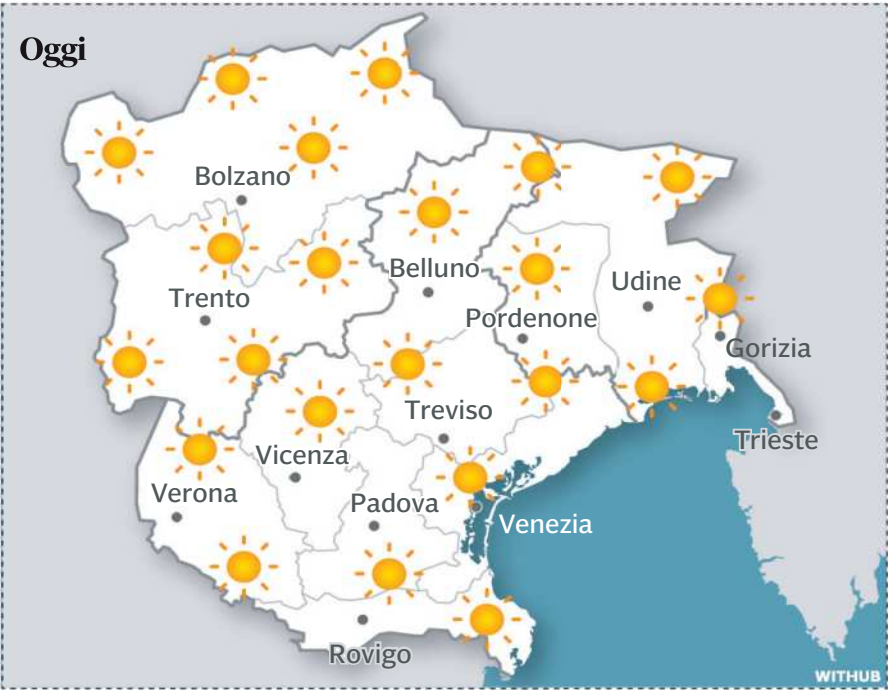 Oggi
Bolzano
Belluno
Udine
Trento
Pordenone
Gorizia
Treviso
Trieste
Vicenza
Verona
Padova
Venezia
Rovigo
WITHUB